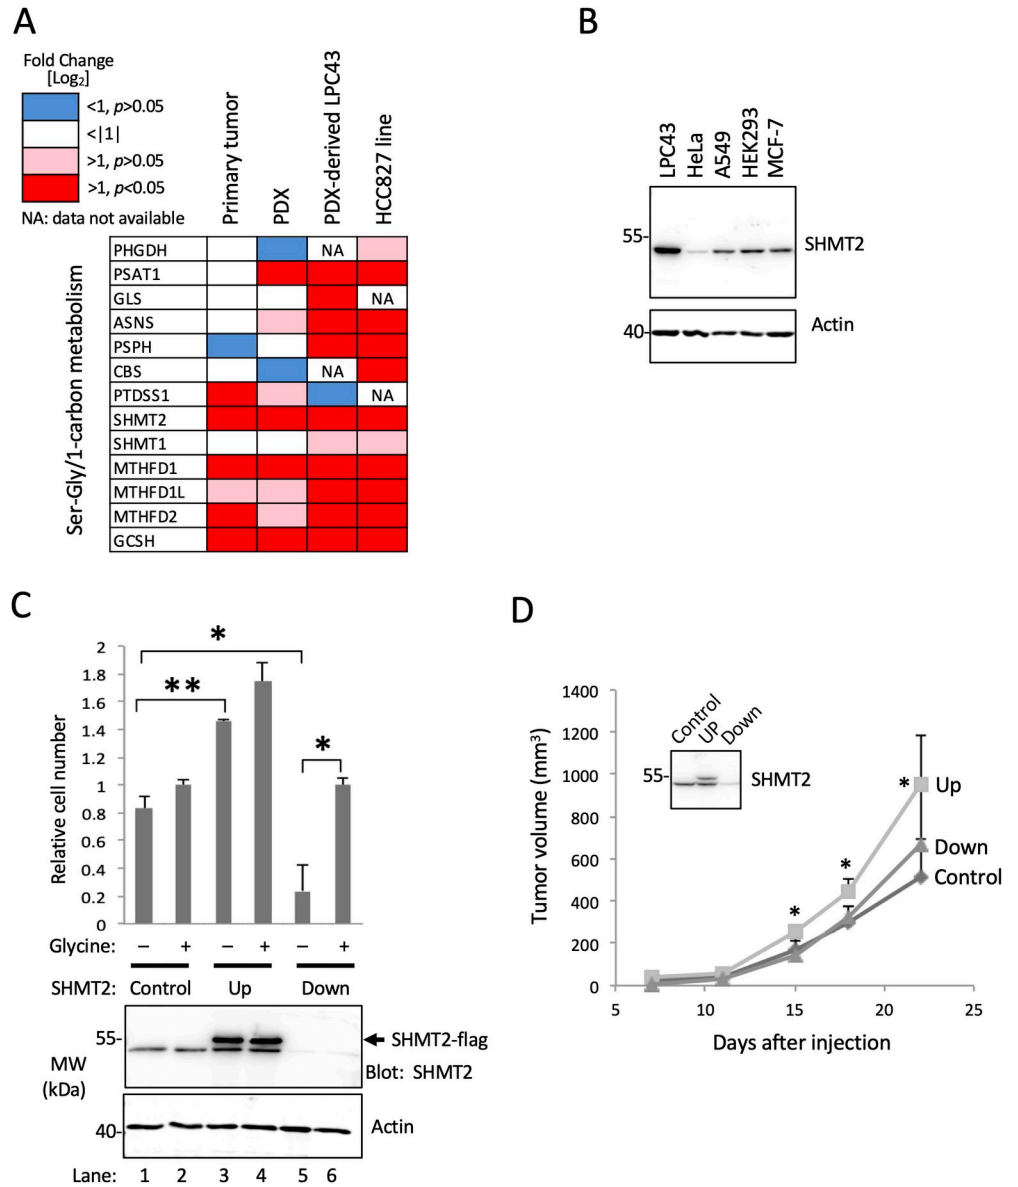 A
Fold Change
[Log₂]
<1, p>0.05
<|1|
>1, p>0.05
>1, p<0.05
NA: data not available
Primary tumor
PDX
PDX-derived LPC43
HCC827 line
Ser-Gly/1-carbon metabolism
PHGDH NA
PSAT1
GLS NA
ASNS
PSPH
CBS NA
PTDSS1 NA
SHMT2
SHMT1
MTHFD1
MTHFD1L
MTHFD2
GCSH
B
LPC43
HeLa
A549
HEK293
MCF-7
55-
SHMT2
40-
Actin
C
Relative cell number
2
1.8
1.6
1.4
1.2
1
0.8
0.6
0.4
0.2
0
*
**
*
Glycine: – + – + – +
SHMT2: Control Up Down
55-
SHMT2-flag
Blot: SHMT2
MW
(kDa)
40-
Actin
Lane: 1 2 3 4 5 6
D
Tumor volume (mm³)
1400
1200
1000
800
600
400
200
0
Control
UP
Down
55-
SHMT2
* Up
*
*
Down
Control
5 10 15 20 25
Days after injection